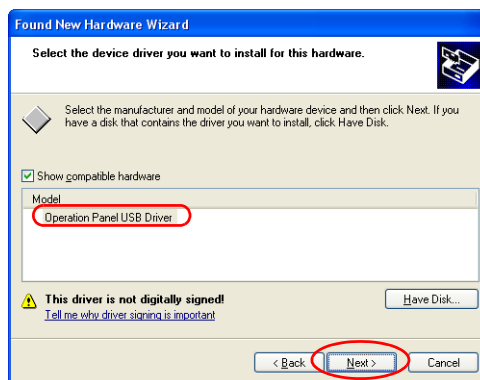 Found New Hardware Wizard
Select the device driver you want to install for this hardware.
Select the manufacturer and model of your hardware device and then click Next. If you
have a disk that contains the driver you want to install, click Have Disk.
Show compatible hardware
Model
Operation Panel USB Driver
This driver is not digitally signed!
Tell me why driver signing is important
Have Disk...
< Back
Next >
Cancel